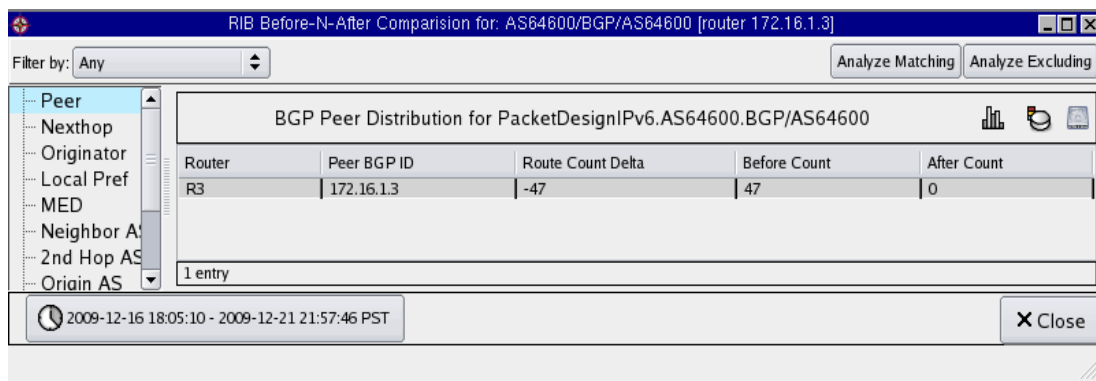 RIB Before-N-After Comparision for: AS64600/BGP/AS64600 [router 172.16.1.3]
Filter by: Any
Analyze Matching
Analyze Excluding
Peer
Nexthop
Originator
Local Pref
MED
Neighbor AS
2nd Hop AS
Origin AS
BGP Peer Distribution for PacketDesignIPv6.AS64600.BGP/AS64600
Router Peer BGP ID Route Count Delta Before Count After Count
R3 172.16.1.3 -47 47 0
1 entry
2009-12-16 18:05:10 - 2009-12-21 21:57:46 PST
Close